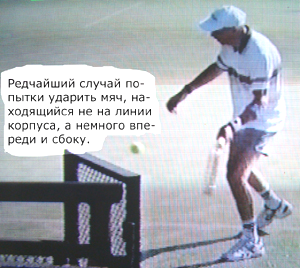 Редчайший случай по-
пытки ударить мяч, на-
ходящийся не на линии
корпуса, а немного впе-
реди и сбоку.